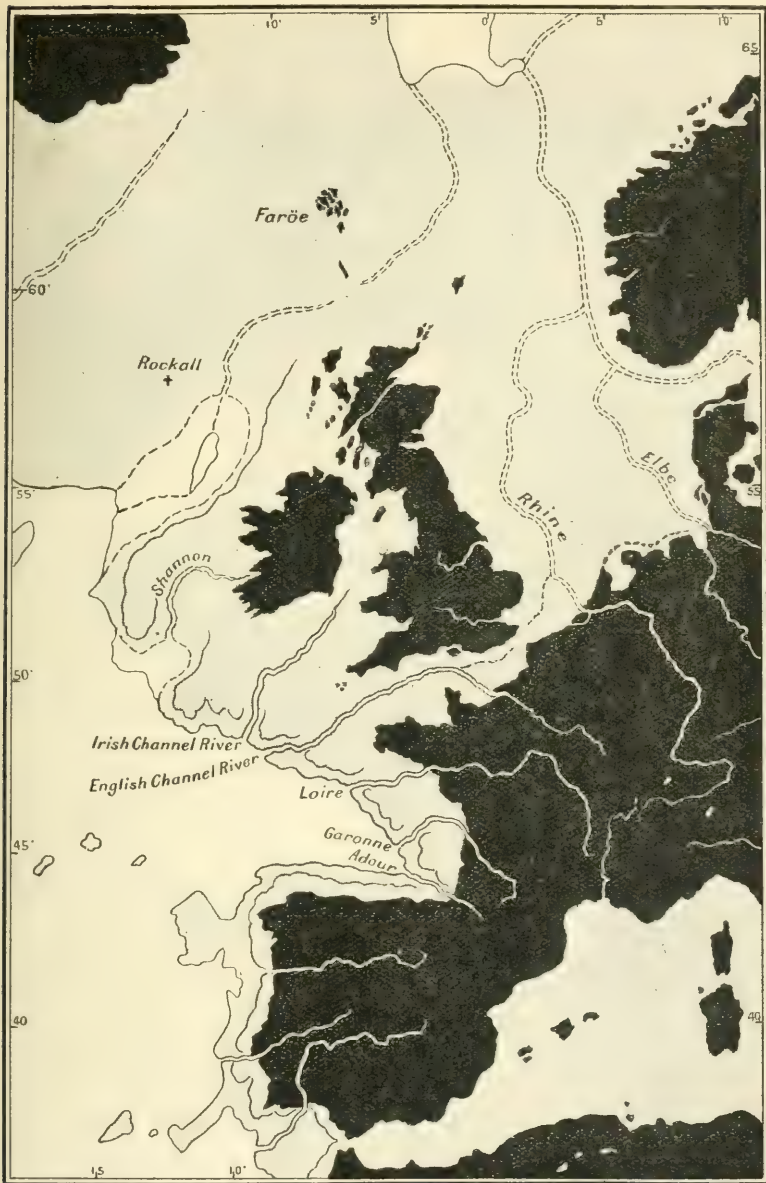 10'
5'
0'
5'
10'
65
Faröe
60'
Rockall
Elbe
55'
55
Rhine
Shannon
50'
Irish Channel River
English Channel River
Loire
Garonne
Adour
45'
40
40
15
10'